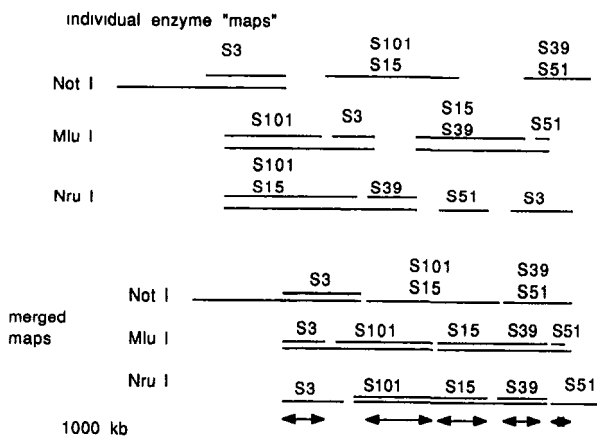 individual enzyme "maps"
S3 S101 S39
S15 S51
Not I
S101 S3 S15 S51
Mlu I S39
S101
S15 S39 S51 S3
Nru I
S101 S39
S3 S15 S51
Not I
merged
maps
S3 S101 S15 S39 S51
Mlu I
Nru I
S3 S101 S15 S39 S51
1000 kb